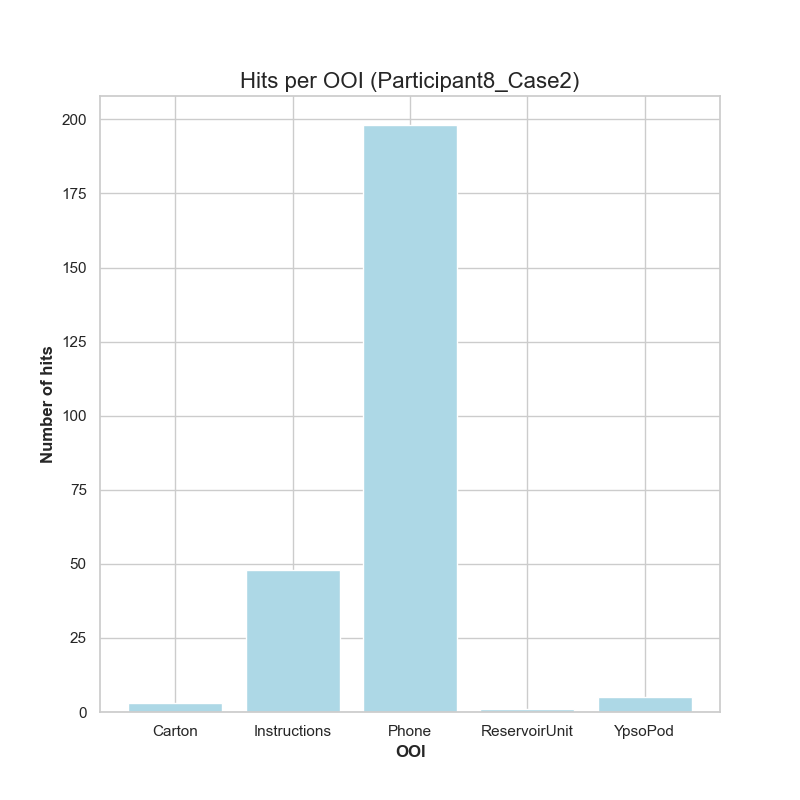 Hits per OOI (Participant8_Case2)
200
175
150
125
100
75
50
25
0
Number of hits
Carton Instructions Phone ReservoirUnit YpsoPod
OOI